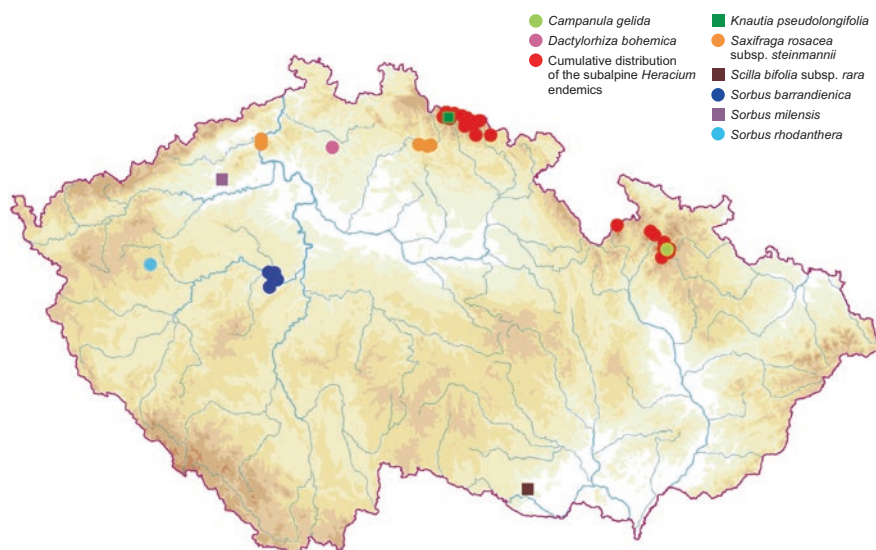 Campanula gelida
Dactylorhiza bohemica
Cumulative distribution
of the subalpine Heracium
endemics
Knautia pseudolongifolia
Saxifraga rosacea
subsp. steinmannii
Scilla bifolia subsp. rara
Sorbus barrandienica
Sorbus milensis
Sorbus rhodanthera